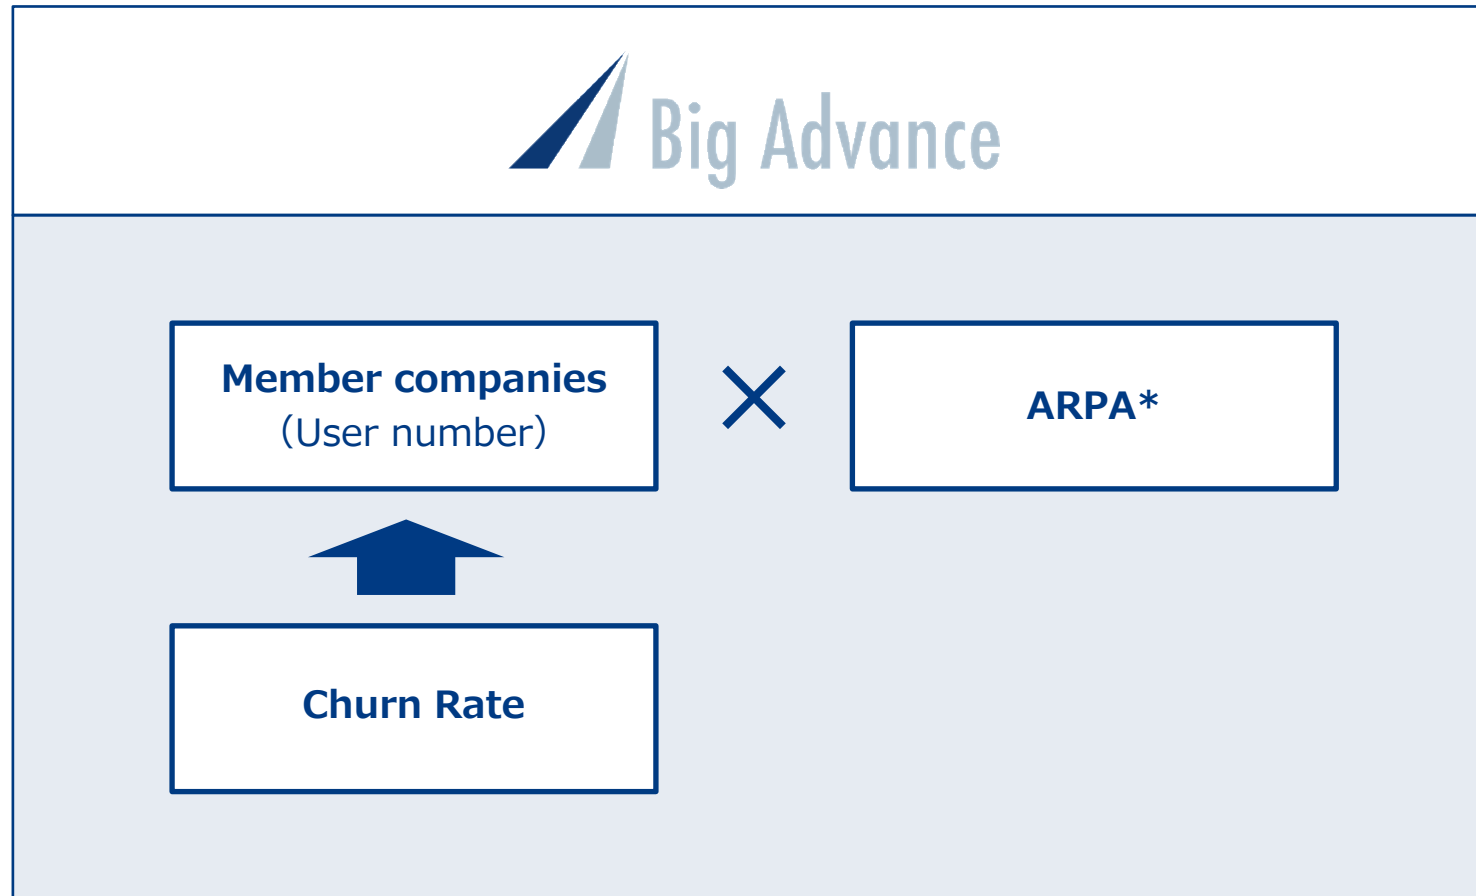 Big Advance
Member companies
（User number）
×
ARPA*
Churn Rate